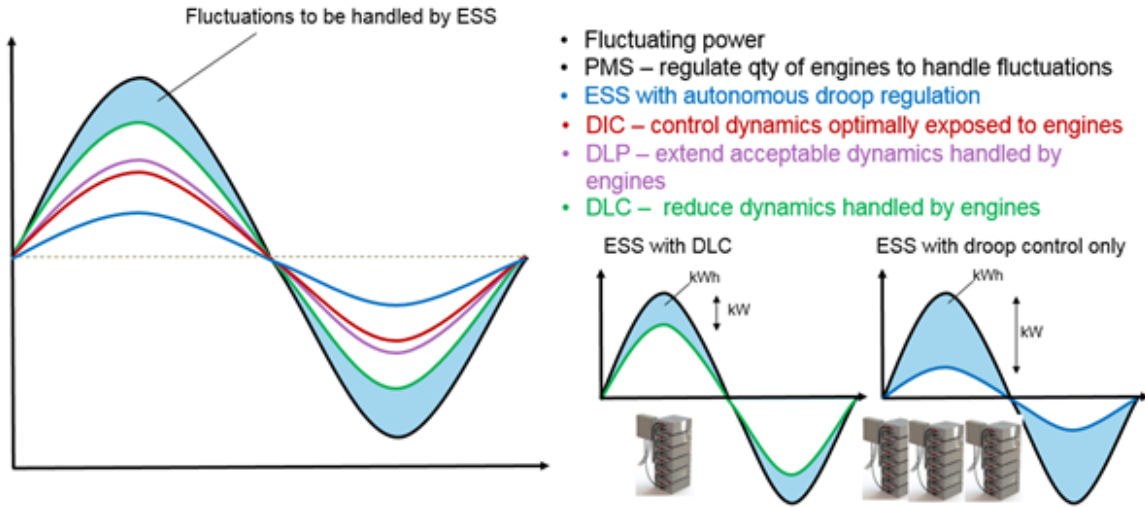 Fluctuations to be handled by ESS
• Fluctuating power
• PMS – regulate qty of engines to handle fluctuations
• ESS with autonomous droop regulation
• DIC – control dynamics optimally exposed to engines
• DLP – extend acceptable dynamics handled by
engines
• DLC – reduce dynamics handled by engines
ESS with DLC
kWh
kW
ESS with droop control only
kWh
kW